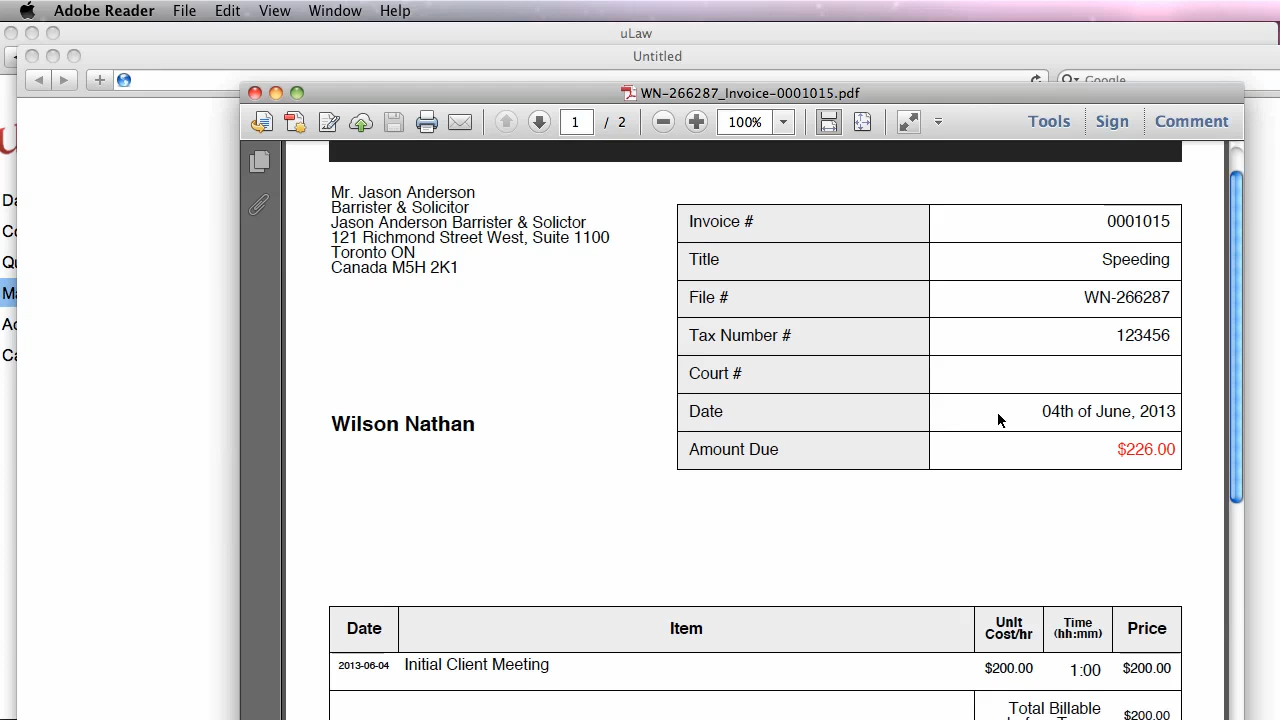 Adobe Reader File Edit View Window Help
uLaw
Untitled
Google
WN-266287_Invoice-0001015.pdf
1 / 2 100% Tools Sign Comment
Mr. Jason Anderson
Barrister & Solicitor
Jason Anderson Barrister & Solictor
121 Richmond Street West, Suite 1100
Toronto ON
Canada M5H 2K1
Wilson Nathan
Invoice # 0001015
Title Speeding
File # WN-266287
Tax Number # 123456
Court #
Date 04th of June, 2013
Amount Due $226.00
Date Item Unit Cost/hr Time (hh:mm) Price
2013-06-04 Initial Client Meeting $200.00 1:00 $200.00
Total Billable
$200.00